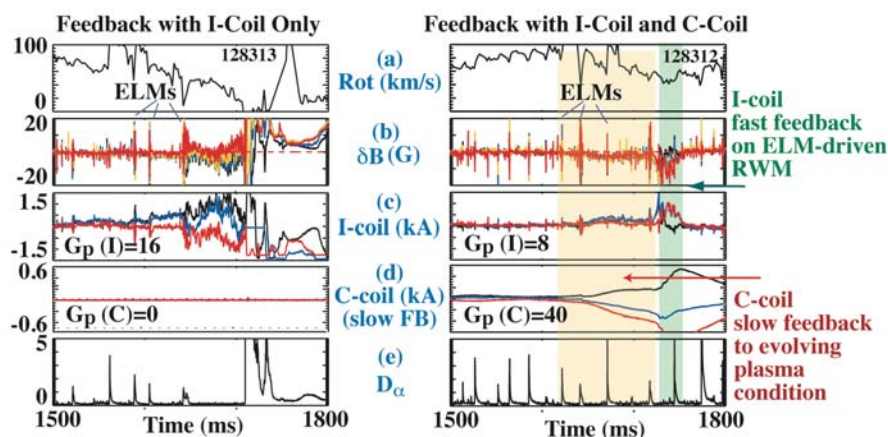 Feedback with I-Coil Only
Feedback with I-Coil and C-Coil
100
0
128313
ELMs
(a)
Rot (km/s)
128312
ELMs
I-coil
fast feedback
on ELM-driven
RWM
20
-20
(b)
δB (G)
1.5
-1.5
Gp (I)=16
(c)
I-coil (kA)
Gp (I)=8
0.6
-0.6
Gp (C)=0
(d)
C-coil (kA)
(slow FB)
Gp (C)=40
C-coil
slow feedback
to evolving
plasma
condition
5
0
(e)
Dα
1500
Time (ms)
1800
1500
Time (ms)
1800